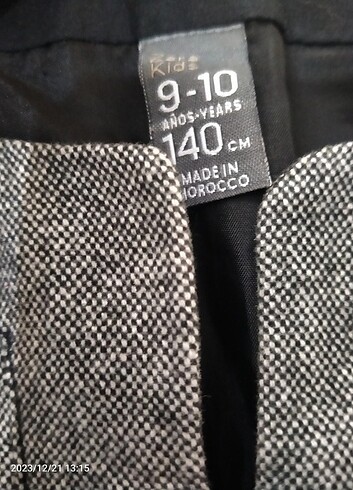 Kids
9-10
AÑOS-YEARS
140 CM
MADE IN
MOROCCO
2023/12/21 13:15